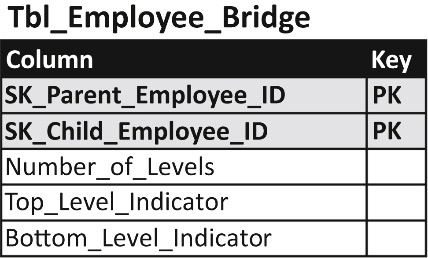 Tbl_Employee_Bridge
Column Key
SK_Parent_Employee_ID PK
SK_Child_Employee_ID PK
Number_of_Levels
Top_Level_Indicator
Bottom_Level_Indicator